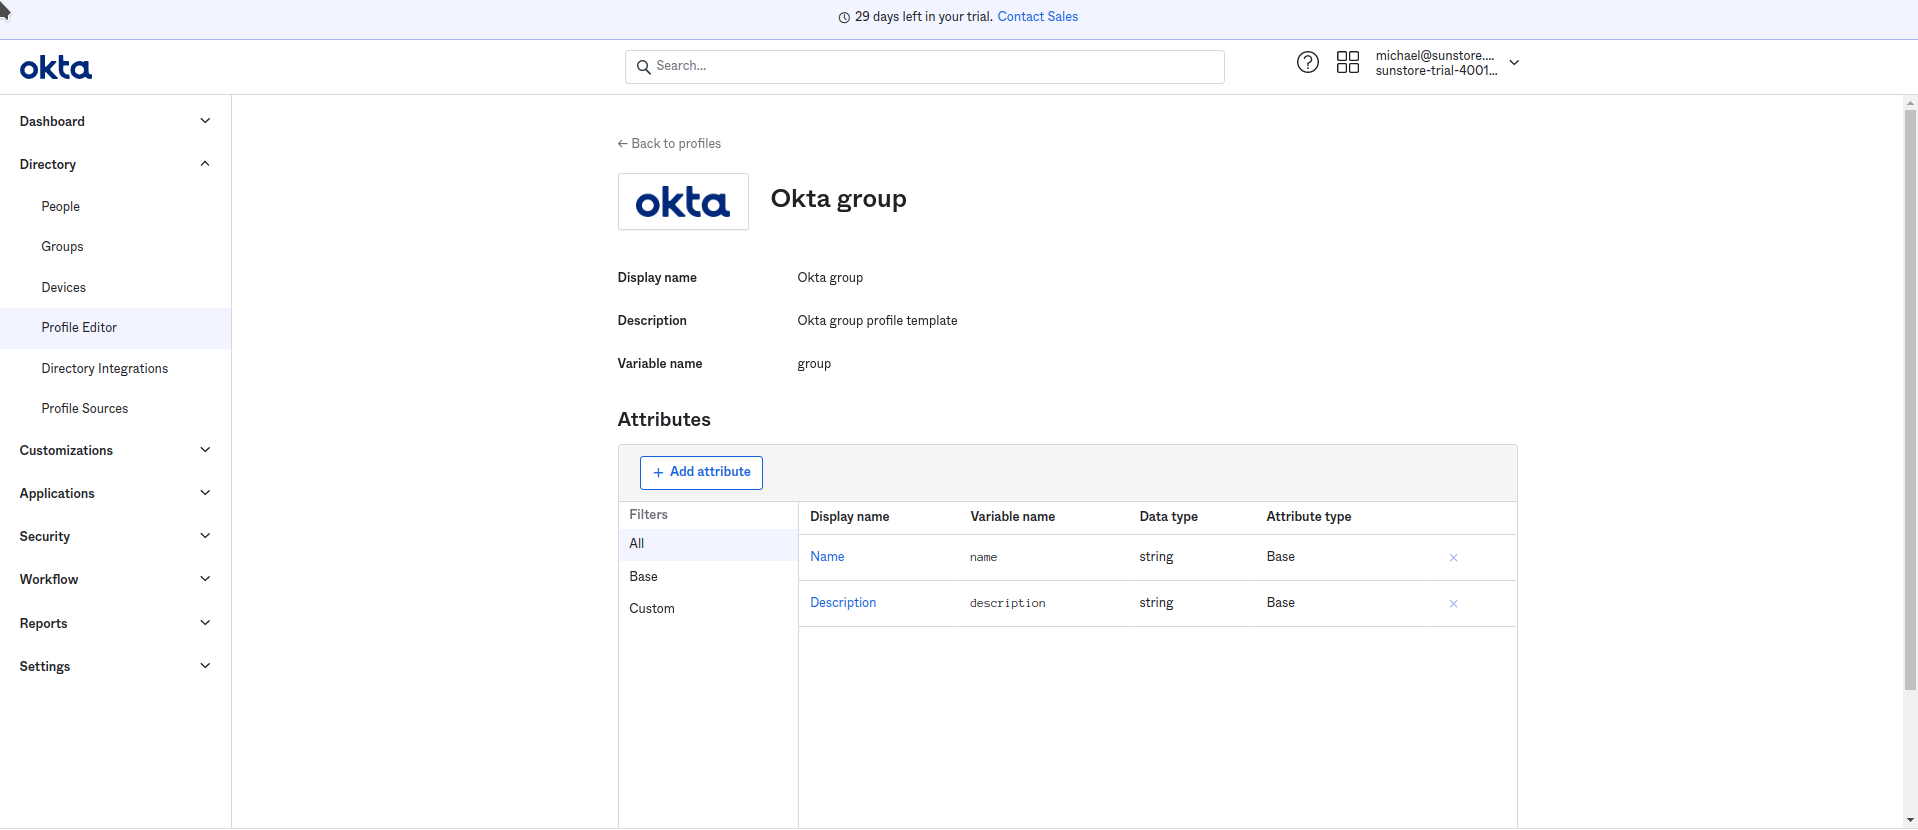 29 days left in your trial. Contact Sales
okta
Search...
michael@sunstore....
sunstore-trial-4001...
Dashboard
Directory
People
Groups
Devices
Profile Editor
Directory Integrations
Profile Sources
Customizations
Applications
Security
Workflow
Reports
Settings
← Back to profiles
okta
Okta group
Display name Okta group
Description Okta group profile template
Variable name group
Attributes
+ Add attribute
Filters
All
Base
Custom
Display name Variable name Data type Attribute type
Name name string Base ×
Description description string Base ×